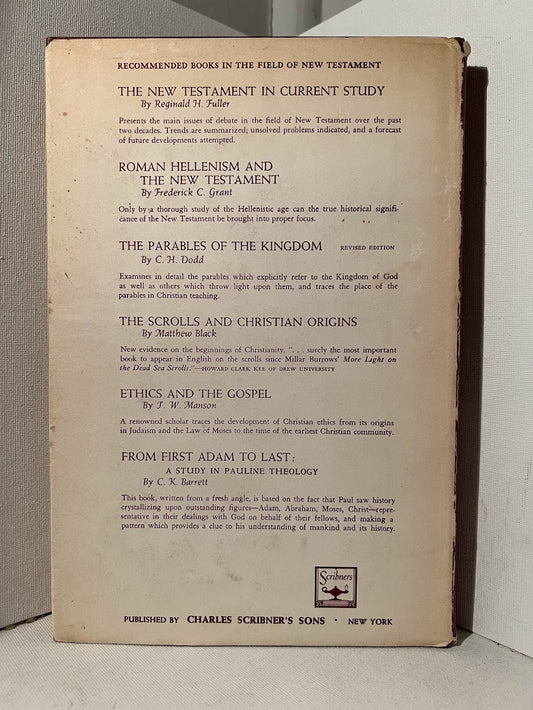 RECOMMENDED BOOKS IN THE FIELD OF NEW TESTAMENT
THE NEW TESTAMENT IN CURRENT STUDY
By Reginald H. Fuller
Presents the main issues of debate in the field of New Testament over the past
two decades. Trends are summarized; unsolved problems indicated, and a forecast
of future developments attempted.
ROMAN HELLENISM AND
THE NEW TESTAMENT
By Frederick C. Grant
Only by a thorough study of the Hellenistic age can the true historical signifi-
cance of the New Testament be brought into proper focus.
THE PARABLES OF THE KINGDOM REVISED EDITION
By C. H. Dodd
Examines in detail the parables which explicitly refer to the Kingdom of God
as well as others which throw light upon them, and traces the place of the
parables in Christian teaching.
THE SCROLLS AND CHRISTIAN ORIGINS
By Matthew Black
New evidence on the beginnings of Christianity. ". . . surely the most important
book to appear in English on the scrolls since Millar Burrows' More Light on
the Dead Sea Scrolls."—HOWARD CLARK KEE OF DREW UNIVERSITY
ETHICS AND THE GOSPEL
By T. W. Manson
A renowned scholar traces the development of Christian ethics from its origins
in Judaism and the Law of Moses to the time of the earliest Christian community.
FROM FIRST ADAM TO LAST:
A STUDY IN PAULINE THEOLOGY
By C. K. Barrett
This book, written from a fresh angle, is based on the fact that Paul saw history
crystallizing upon outstanding figures—Adam, Abraham, Moses, Christ—repre-
sentative in their dealings with God on behalf of their fellows, and making a
pattern which provides a clue to his understanding of mankind and its history.
Scribners
PUBLISHED BY CHARLES SCRIBNER'S SONS · NEW YORK